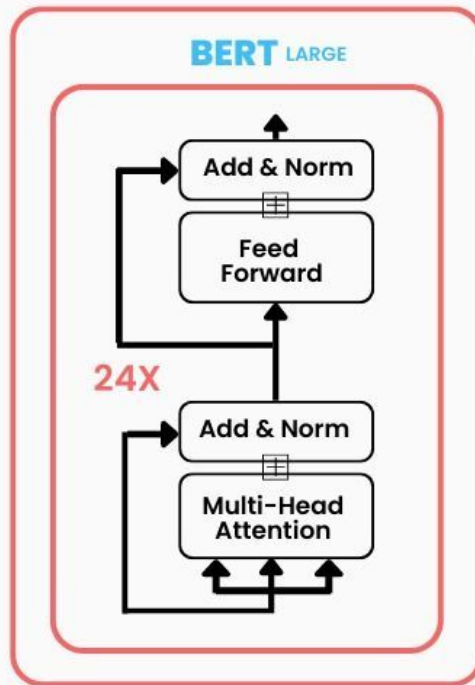 BERT LARGE
Add & Norm
Feed
Forward
24X
Add & Norm
Multi-Head
Attention